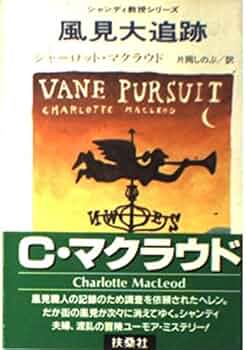 シャンディ教授シリーズ
風見大追跡
シャーロット・マクラウド 片岡しのぶ／訳
VANE PURSUIT
CHARLOTTE MACLEOD
N W E S
C・マクラウド
Charlotte MacLeod
風見職人の記録のため調査を依頼されたヘレン。
だか街の風見が次々に消えてゆく。シャンディ
夫婦、波乱の冒険ユーモア・ミステリー!
扶桑社